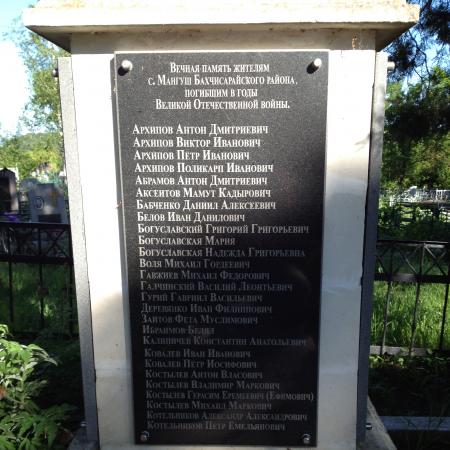 Вечная память жителям
с. Мангуш Бахчисарайского района,
погибшим в годы
Великой Отечественной войны.
Архипов Антон Дмитриевич
Архипов Виктор Иванович
Архипов Петр Иванович
Архипов Поликарп Иванович
Абрамов Антон Дмитриевич
Аксеитов Мамут Кадырович
Бабченко Даниил Алексеевич
Белов Иван Данилович
Богуславский Григорий Григорьевич
Богуславская Мария
Богуславская Надежда Григорьевна
Воля Михаил Гордеевич
Гавжиев Михаил Федорович
Галчинский Василий Леонтьевич
Гурий Гавриил Васильевич
Деревянко Иван Филиппович
Заитов Фета Муслимович
Ибраимов Белял
Калиничев Константин Анатольевич
Ковалев Иван Иванович
Ковалев Петр Иосифович
Костылев Антон Власович
Костылев Владимир Маркович
Костылев Герасим Еремеевич (Ефимович)
Костылев Михаил Маркович
Котельников Александр Александрович
Котельников Петр Емельянович